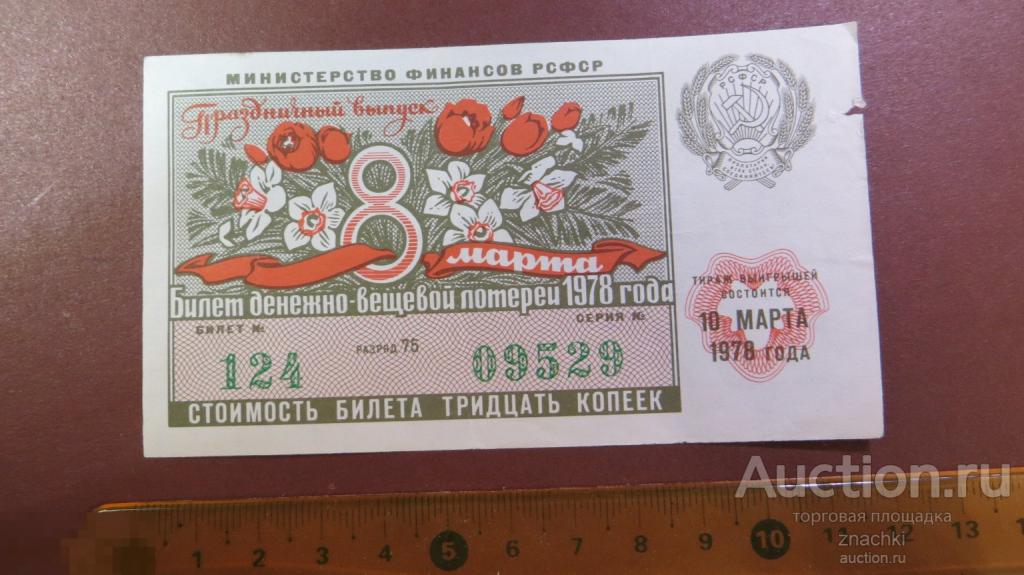 МИНИСТЕРСТВО ФИНАНСОВ РСФСР
Праздничный выпуск
РСФСР
8
марта
Билет денежно-вещевой лотереи 1978 года
ТИРАЖ ВЫИГРЫШЕЙ
СОСТОИТСЯ
10 МАРТА
1978 ГОДА
БИЛЕТ №
РАЗРЯД 75
СЕРИЯ №
124
09529
СТОИМОСТЬ БИЛЕТА ТРИДЦАТЬ КОПЕЕК
Auction.ru
торговая площадка
znachki
auction.ru
1 2 3 4 5 6 7 8 9 10 11 12 13